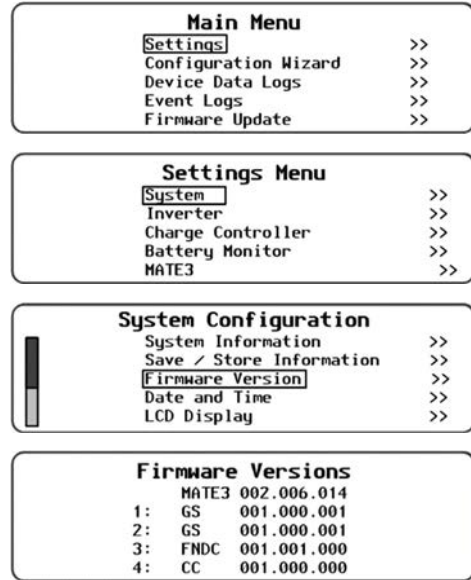 Main Menu
Settings >>
Configuration Wizard >>
Device Data Logs >>
Event Logs >>
Firmware Update >>
Settings Menu
System >>
Inverter >>
Charge Controller >>
Battery Monitor >>
MATE3 >>
System Configuration
System Information >>
Save / Store Information >>
Firmware Version >>
Date and Time >>
LCD Display >>
Firmware Versions
MATE3 002.006.014
1: GS 001.000.001
2: GS 001.000.001
3: FNDC 001.001.000
4: CC 001.000.000